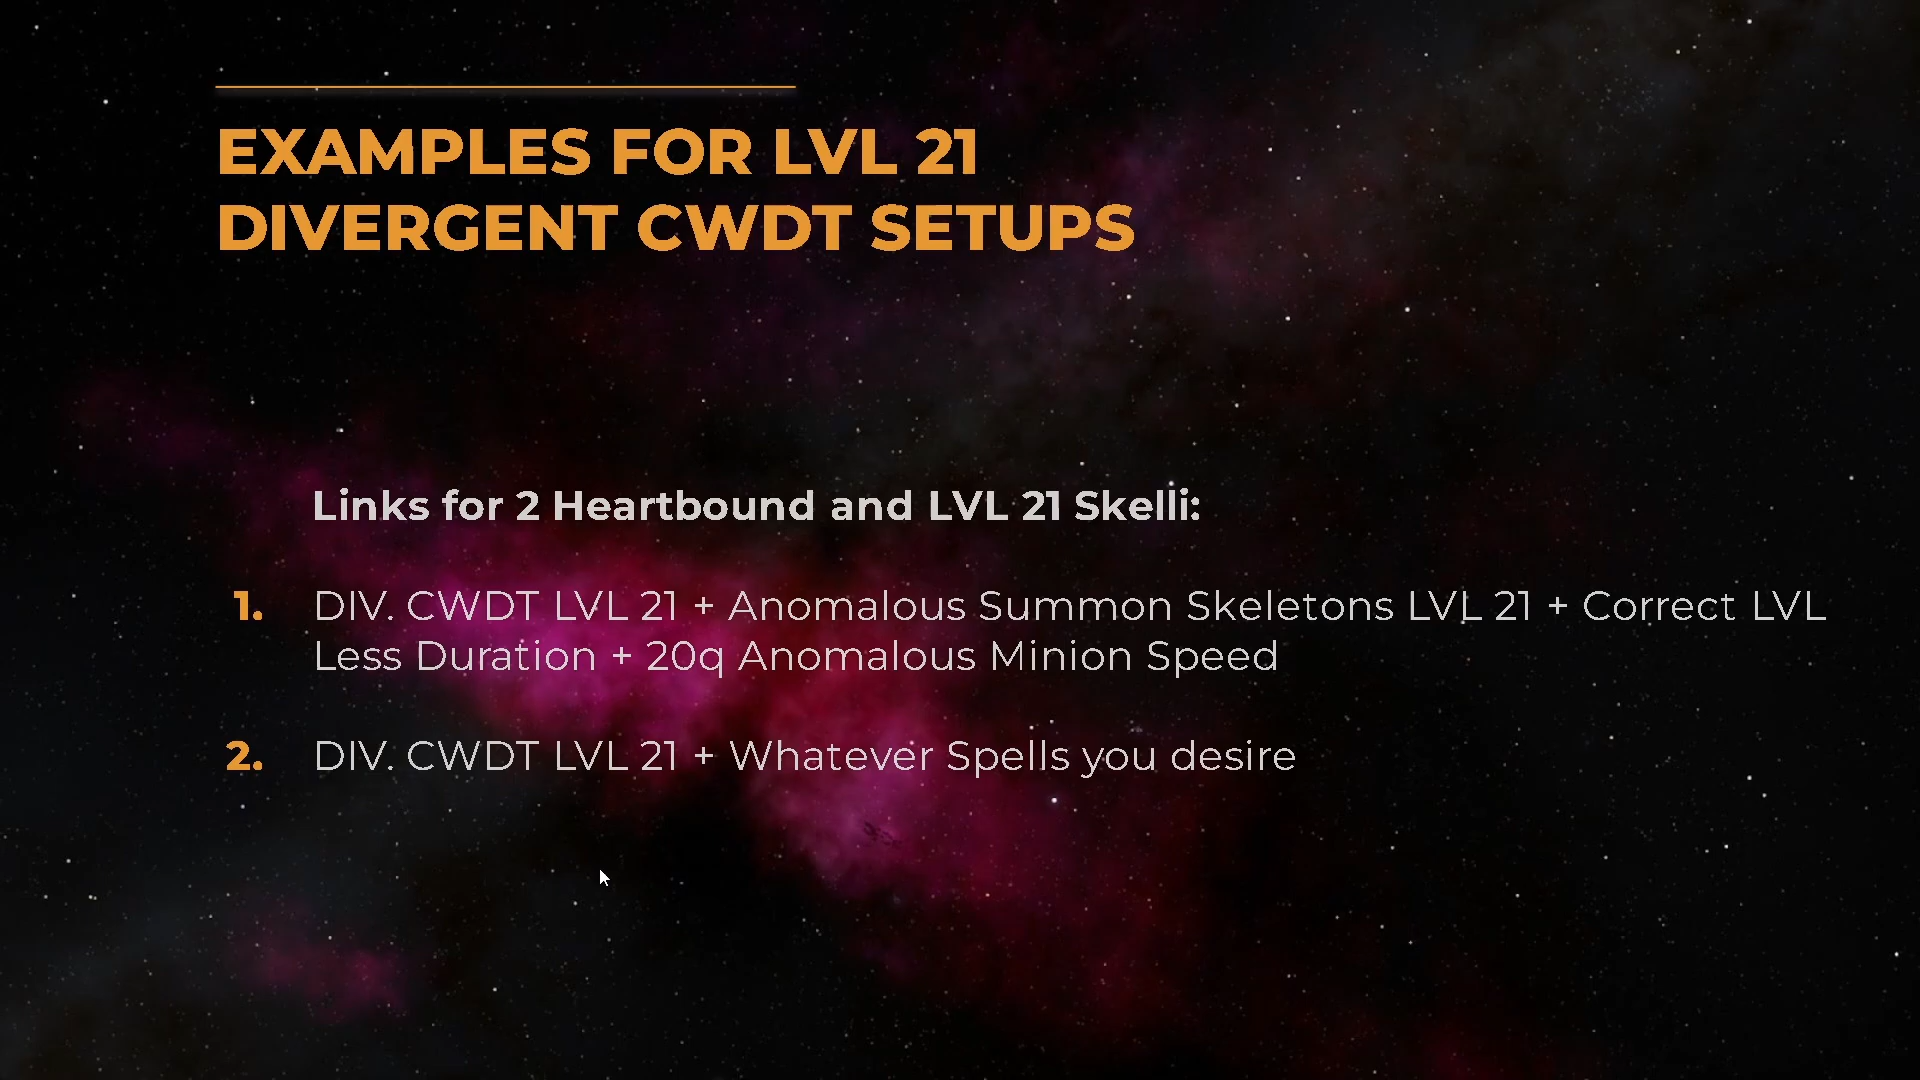 EXAMPLES FOR LVL 21
DIVERGENT CWDT SETUPS
Links for 2 Heartbound and LVL 21 Skelli:
1. DIV. CWDT LVL 21 + Anomalous Summon Skeletons LVL 21 + Correct LVL
Less Duration + 20q Anomalous Minion Speed
2. DIV. CWDT LVL 21 + Whatever Spells you desire